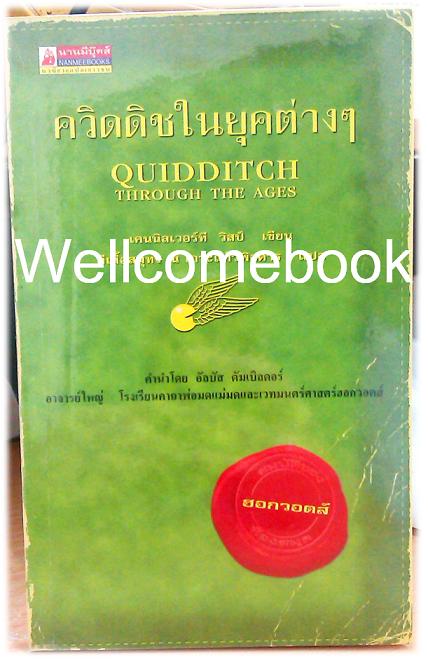 นานมีบุ๊คส์
NANMEEBOOKS
ควิดดิชในยุคต่างๆ
QUIDDITCH
THROUGH THE AGES
เคนนิลเวอร์ที วิสป์ เขียน
Wellcomebook
คำนำโดย อัลบัส ดัมเบิลดอร์
อาจารย์ใหญ่ โรงเรียนคาถาพ่อมดแม่มดและเวทมนตร์ศาสตร์ฮอกวอตส์
ฮอกวอตส์